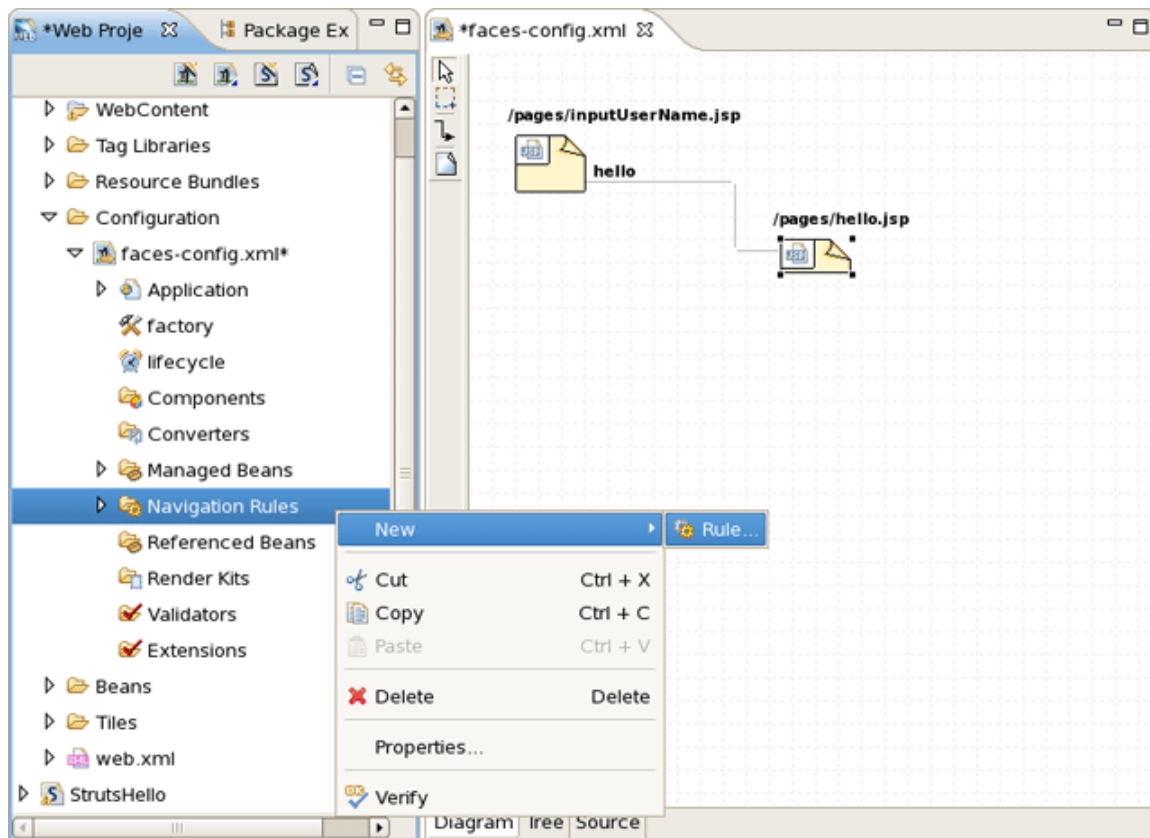 *Web Proje
Package Ex
WebContent
Tag Libraries
Resource Bundles
Configuration
faces-config.xml*
Application
factory
lifecycle
Components
Converters
Managed Beans
Navigation Rules
Referenced Beans
Render Kits
Validators
Extensions
Beans
Tiles
web.xml
StrutsHello
New
Rule...
Cut Ctrl + X
Copy Ctrl + C
Paste Ctrl + V
Delete Delete
Properties...
Verify
*faces-config.xml
/pages/inputUserName.jsp
hello
/pages/hello.jsp
Diagram Tree Source